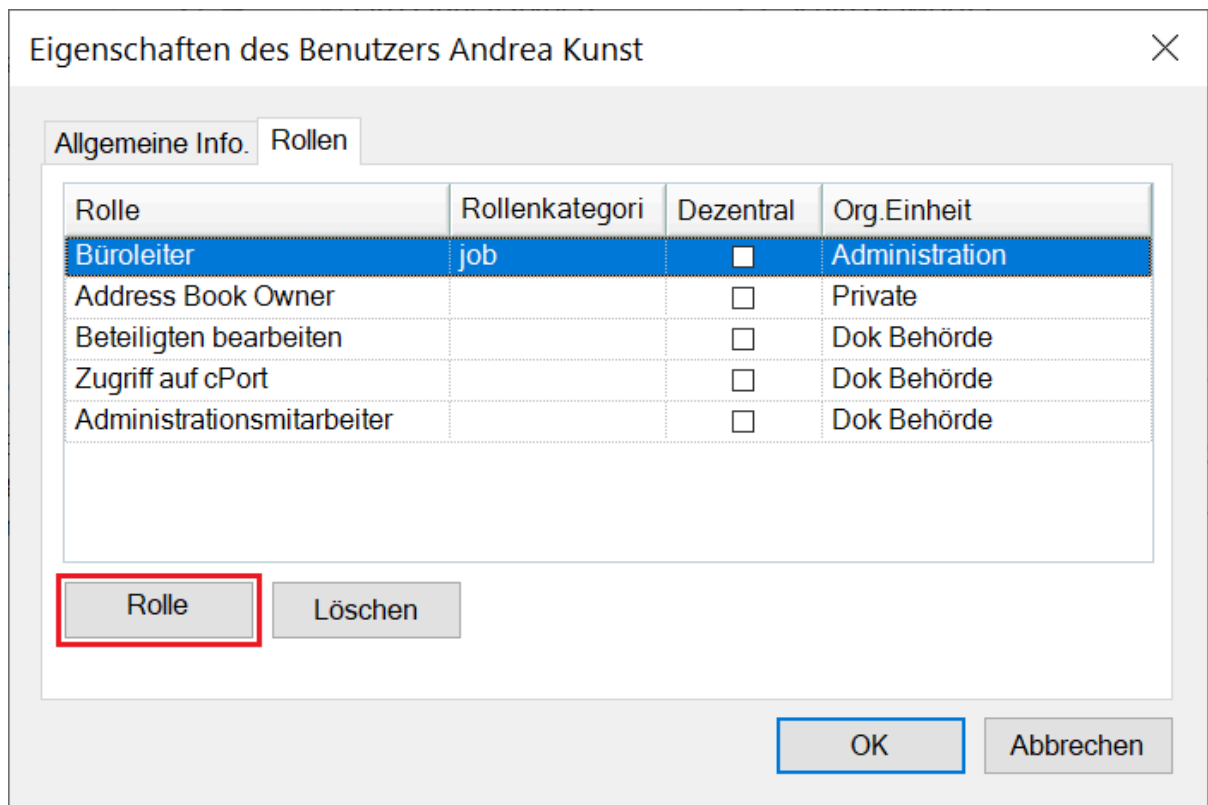 Eigenschaften des Benutzers Andrea Kunst
Allgemeine Info. Rollen
Rolle Rollenkategori Dezentral Org.Einheit
Büroleiter job Administration
Address Book Owner Private
Beteiligten bearbeiten Dok Behörde
Zugriff auf cPort Dok Behörde
Administrationsmitarbeiter Dok Behörde
Rolle Löschen
OK Abbrechen